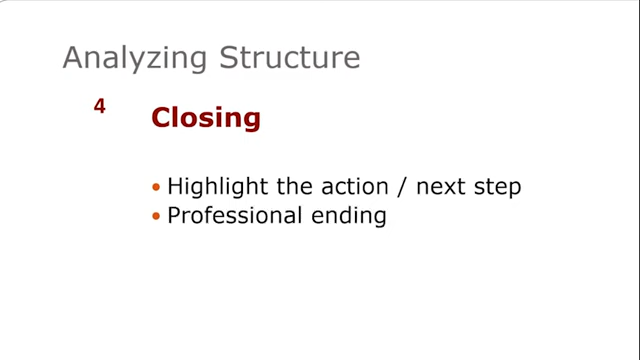 Analyzing Structure
4 Closing
• Highlight the action / next step
• Professional ending